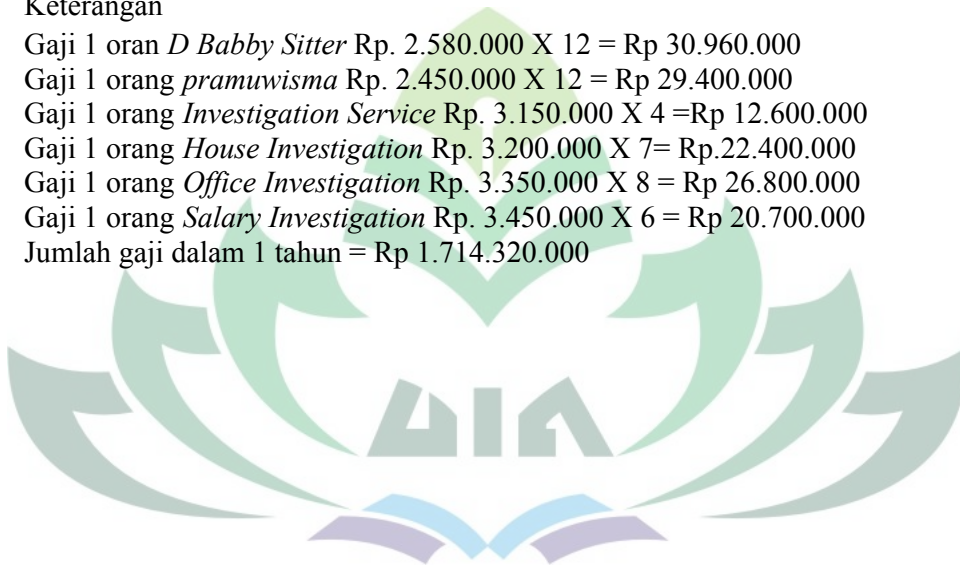 Keterangan
Gaji 1 oran D Babby Sitter Rp. 2.580.000 X 12 = Rp 30.960.000
Gaji 1 orang pramuwisma Rp. 2.450.000 X 12 = Rp 29.400.000
Gaji 1 orang Investigation Service Rp. 3.150.000 X 4 =Rp 12.600.000
Gaji 1 orang House Investigation Rp. 3.200.000 X 7= Rp.22.400.000
Gaji 1 orang Office Investigation Rp. 3.350.000 X 8 = Rp 26.800.000
Gaji 1 orang Salary Investigation Rp. 3.450.000 X 6 = Rp 20.700.000
Jumlah gaji dalam 1 tahun = Rp 1.714.320.000
UIN